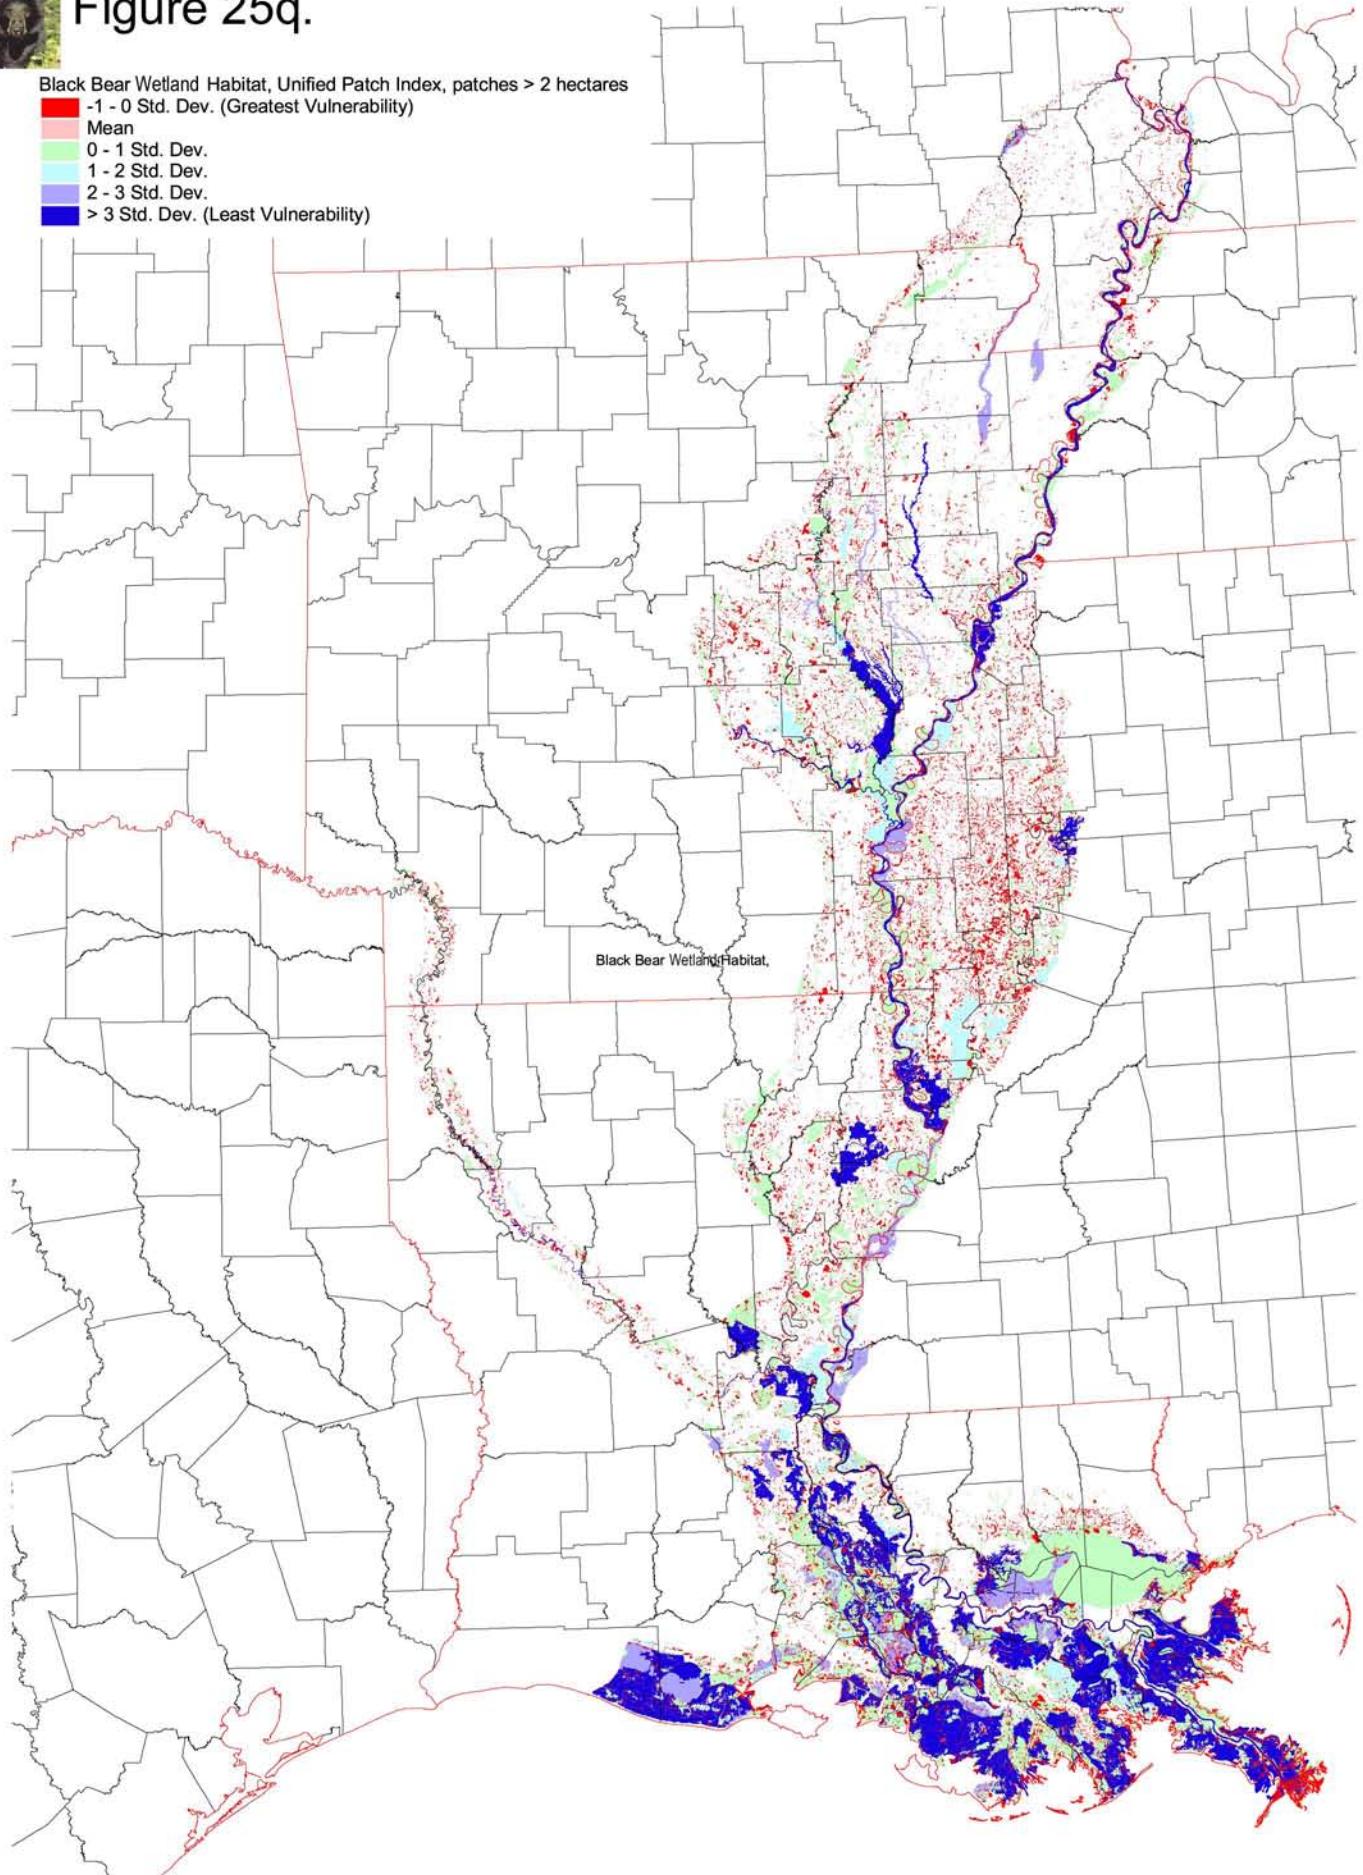 Figure 25q.
Black Bear Wetland Habitat, Unified Patch Index, patches > 2 hectares
-1 - 0 Std. Dev. (Greatest Vulnerability)
Mean
0 - 1 Std. Dev.
1 - 2 Std. Dev.
2 - 3 Std. Dev.
> 3 Std. Dev. (Least Vulnerability)
Black Bear Wetland Habitat,